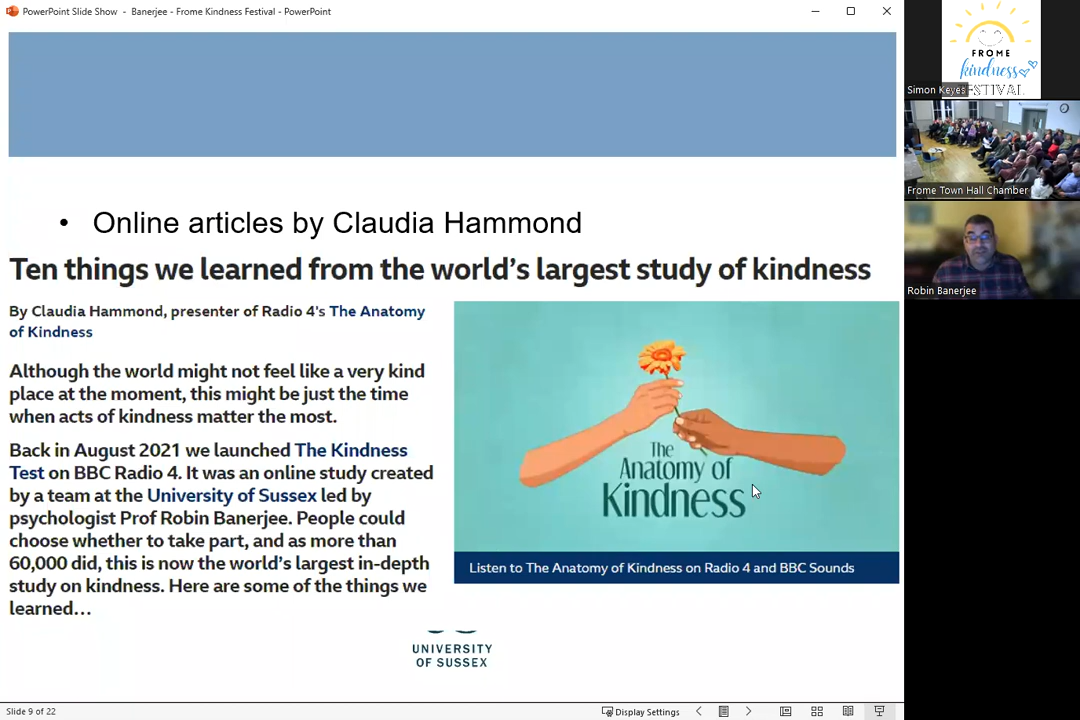 PowerPoint Slide Show - Banerjee - Frome Kindness Festival - PowerPoint
• Online articles by Claudia Hammond
Ten things we learned from the world's largest study of kindness
By Claudia Hammond, presenter of Radio 4's The Anatomy
of Kindness
Although the world might not feel like a very kind
place at the moment, this might be just the time
when acts of kindness matter the most.
Back in August 2021 we launched The Kindness
Test on BBC Radio 4. It was an online study created
by a team at the University of Sussex led by
psychologist Prof Robin Banerjee. People could
choose whether to take part, and as more than
60,000 did, this is now the world's largest in-depth
study on kindness. Here are some of the things we
learned…
The
Anatomy of
Kindness
Listen to The Anatomy of Kindness on Radio 4 and BBC Sounds
UNIVERSITY
OF SUSSEX
Slide 9 of 22
Display Settings
FROME
kindness
FESTIVAL
Simon Keyes
Frome Town Hall Chamber
Robin Banerjee